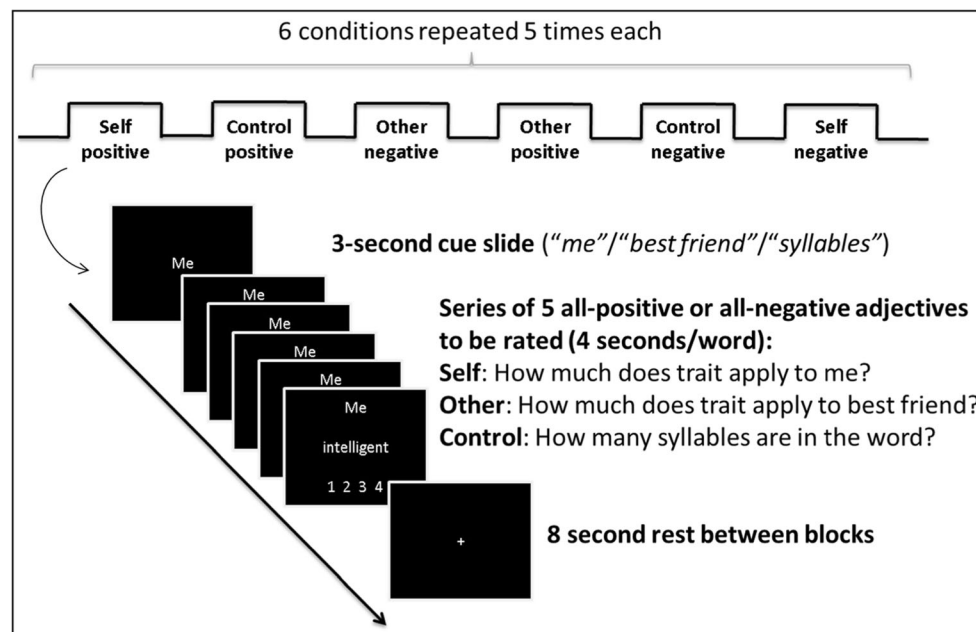 6 conditions repeated 5 times each
Self
positive
Control
positive
Other
negative
Other
positive
Control
negative
Self
negative
3-second cue slide (“me”/“best friend”/“syllables”)
Me
Me
Me
Me
Me
Me
intelligent
1 2 3 4
+
Series of 5 all-positive or all-negative adjectives
to be rated (4 seconds/word):
Self: How much does trait apply to me?
Other: How much does trait apply to best friend?
Control: How many syllables are in the word?
8 second rest between blocks